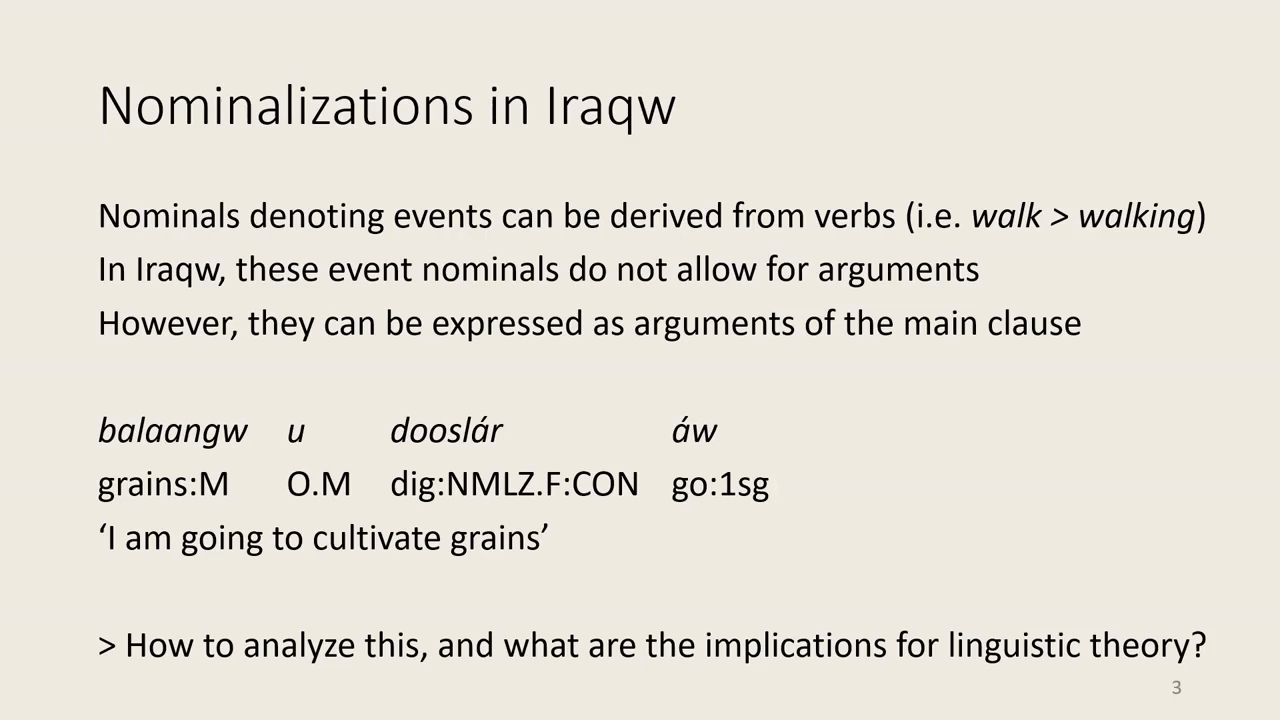 Nominalizations in Iraqw
Nominals denoting events can be derived from verbs (i.e. walk > walking)
In Iraqw, these event nominals do not allow for arguments
However, they can be expressed as arguments of the main clause
balaangw u dooslár áw
grains:M O.M dig:NMLZ.F:CON go:1sg
‘I am going to cultivate grains’
> How to analyze this, and what are the implications for linguistic theory?
3